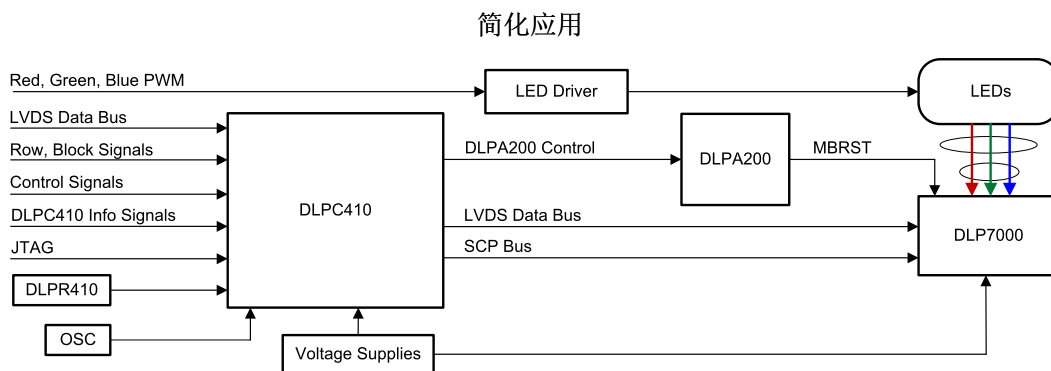 简化应用
Red, Green, Blue PWM
LED Driver
LEDs
LVDS Data Bus
Row, Block Signals
Control Signals
DLPC410 Info Signals
JTAG
DLPR410
OSC
DLPC410
Voltage Supplies
DLPA200 Control
DLPA200
MBRST
LVDS Data Bus
SCP Bus
DLP7000